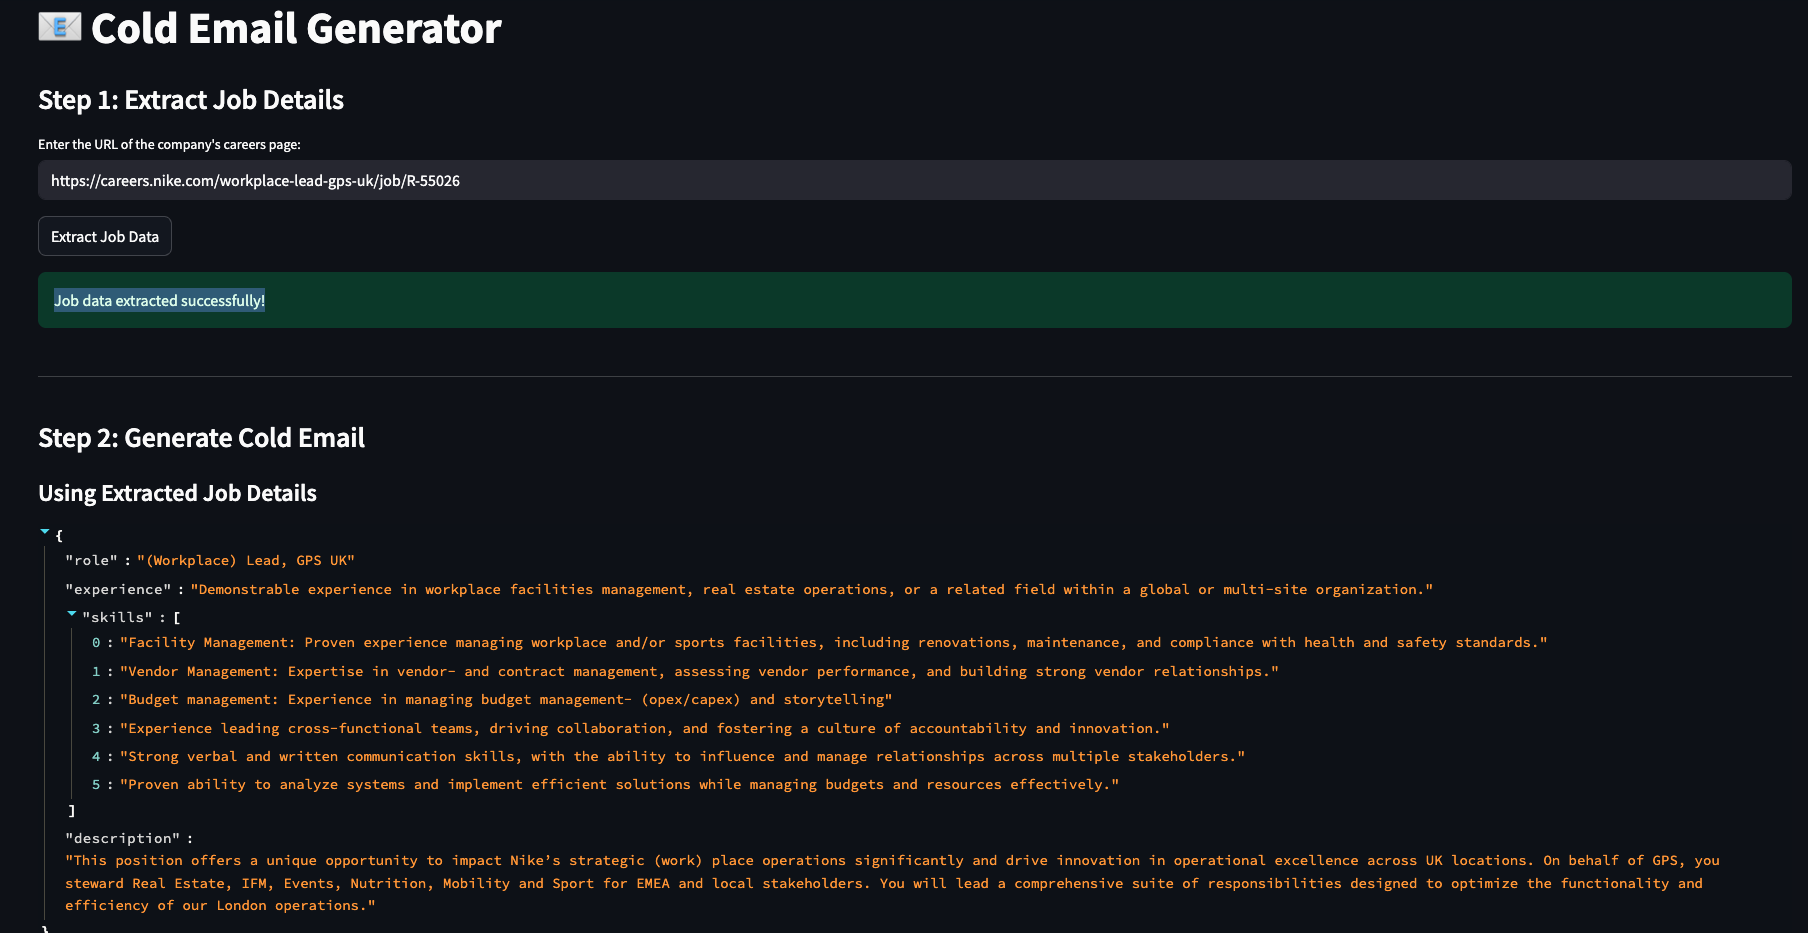 Cold Email Generator
Step 1: Extract Job Details
Enter the URL of the company's careers page:
https://careers.nike.com/workplace-lead-gps-uk/job/R-55026
Extract Job Data
Job data extracted successfully!
Step 2: Generate Cold Email
Using Extracted Job Details
{
"role" : "(Workplace) Lead, GPS UK"
"experience" : "Demonstrable experience in workplace facilities management, real estate operations, or a related field within a global or multi-site organization."
"skills" : [
0 : "Facility Management: Proven experience managing workplace and/or sports facilities, including renovations, maintenance, and compliance with health and safety standards."
1 : "Vendor Management: Expertise in vendor- and contract management, assessing vendor performance, and building strong vendor relationships."
2 : "Budget management: Experience in managing budget management- (opex/capex) and storytelling"
3 : "Experience leading cross-functional teams, driving collaboration, and fostering a culture of accountability and innovation."
4 : "Strong verbal and written communication skills, with the ability to influence and manage relationships across multiple stakeholders."
5 : "Proven ability to analyze systems and implement efficient solutions while managing budgets and resources effectively."
]
"description" :
"This position offers a unique opportunity to impact Nike’s strategic (work) place operations significantly and drive innovation in operational excellence across UK locations. On behalf of GPS, you
steward Real Estate, IFM, Events, Nutrition, Mobility and Sport for EMEA and local stakeholders. You will lead a comprehensive suite of responsibilities designed to optimize the functionality and
efficiency of our London operations."
}